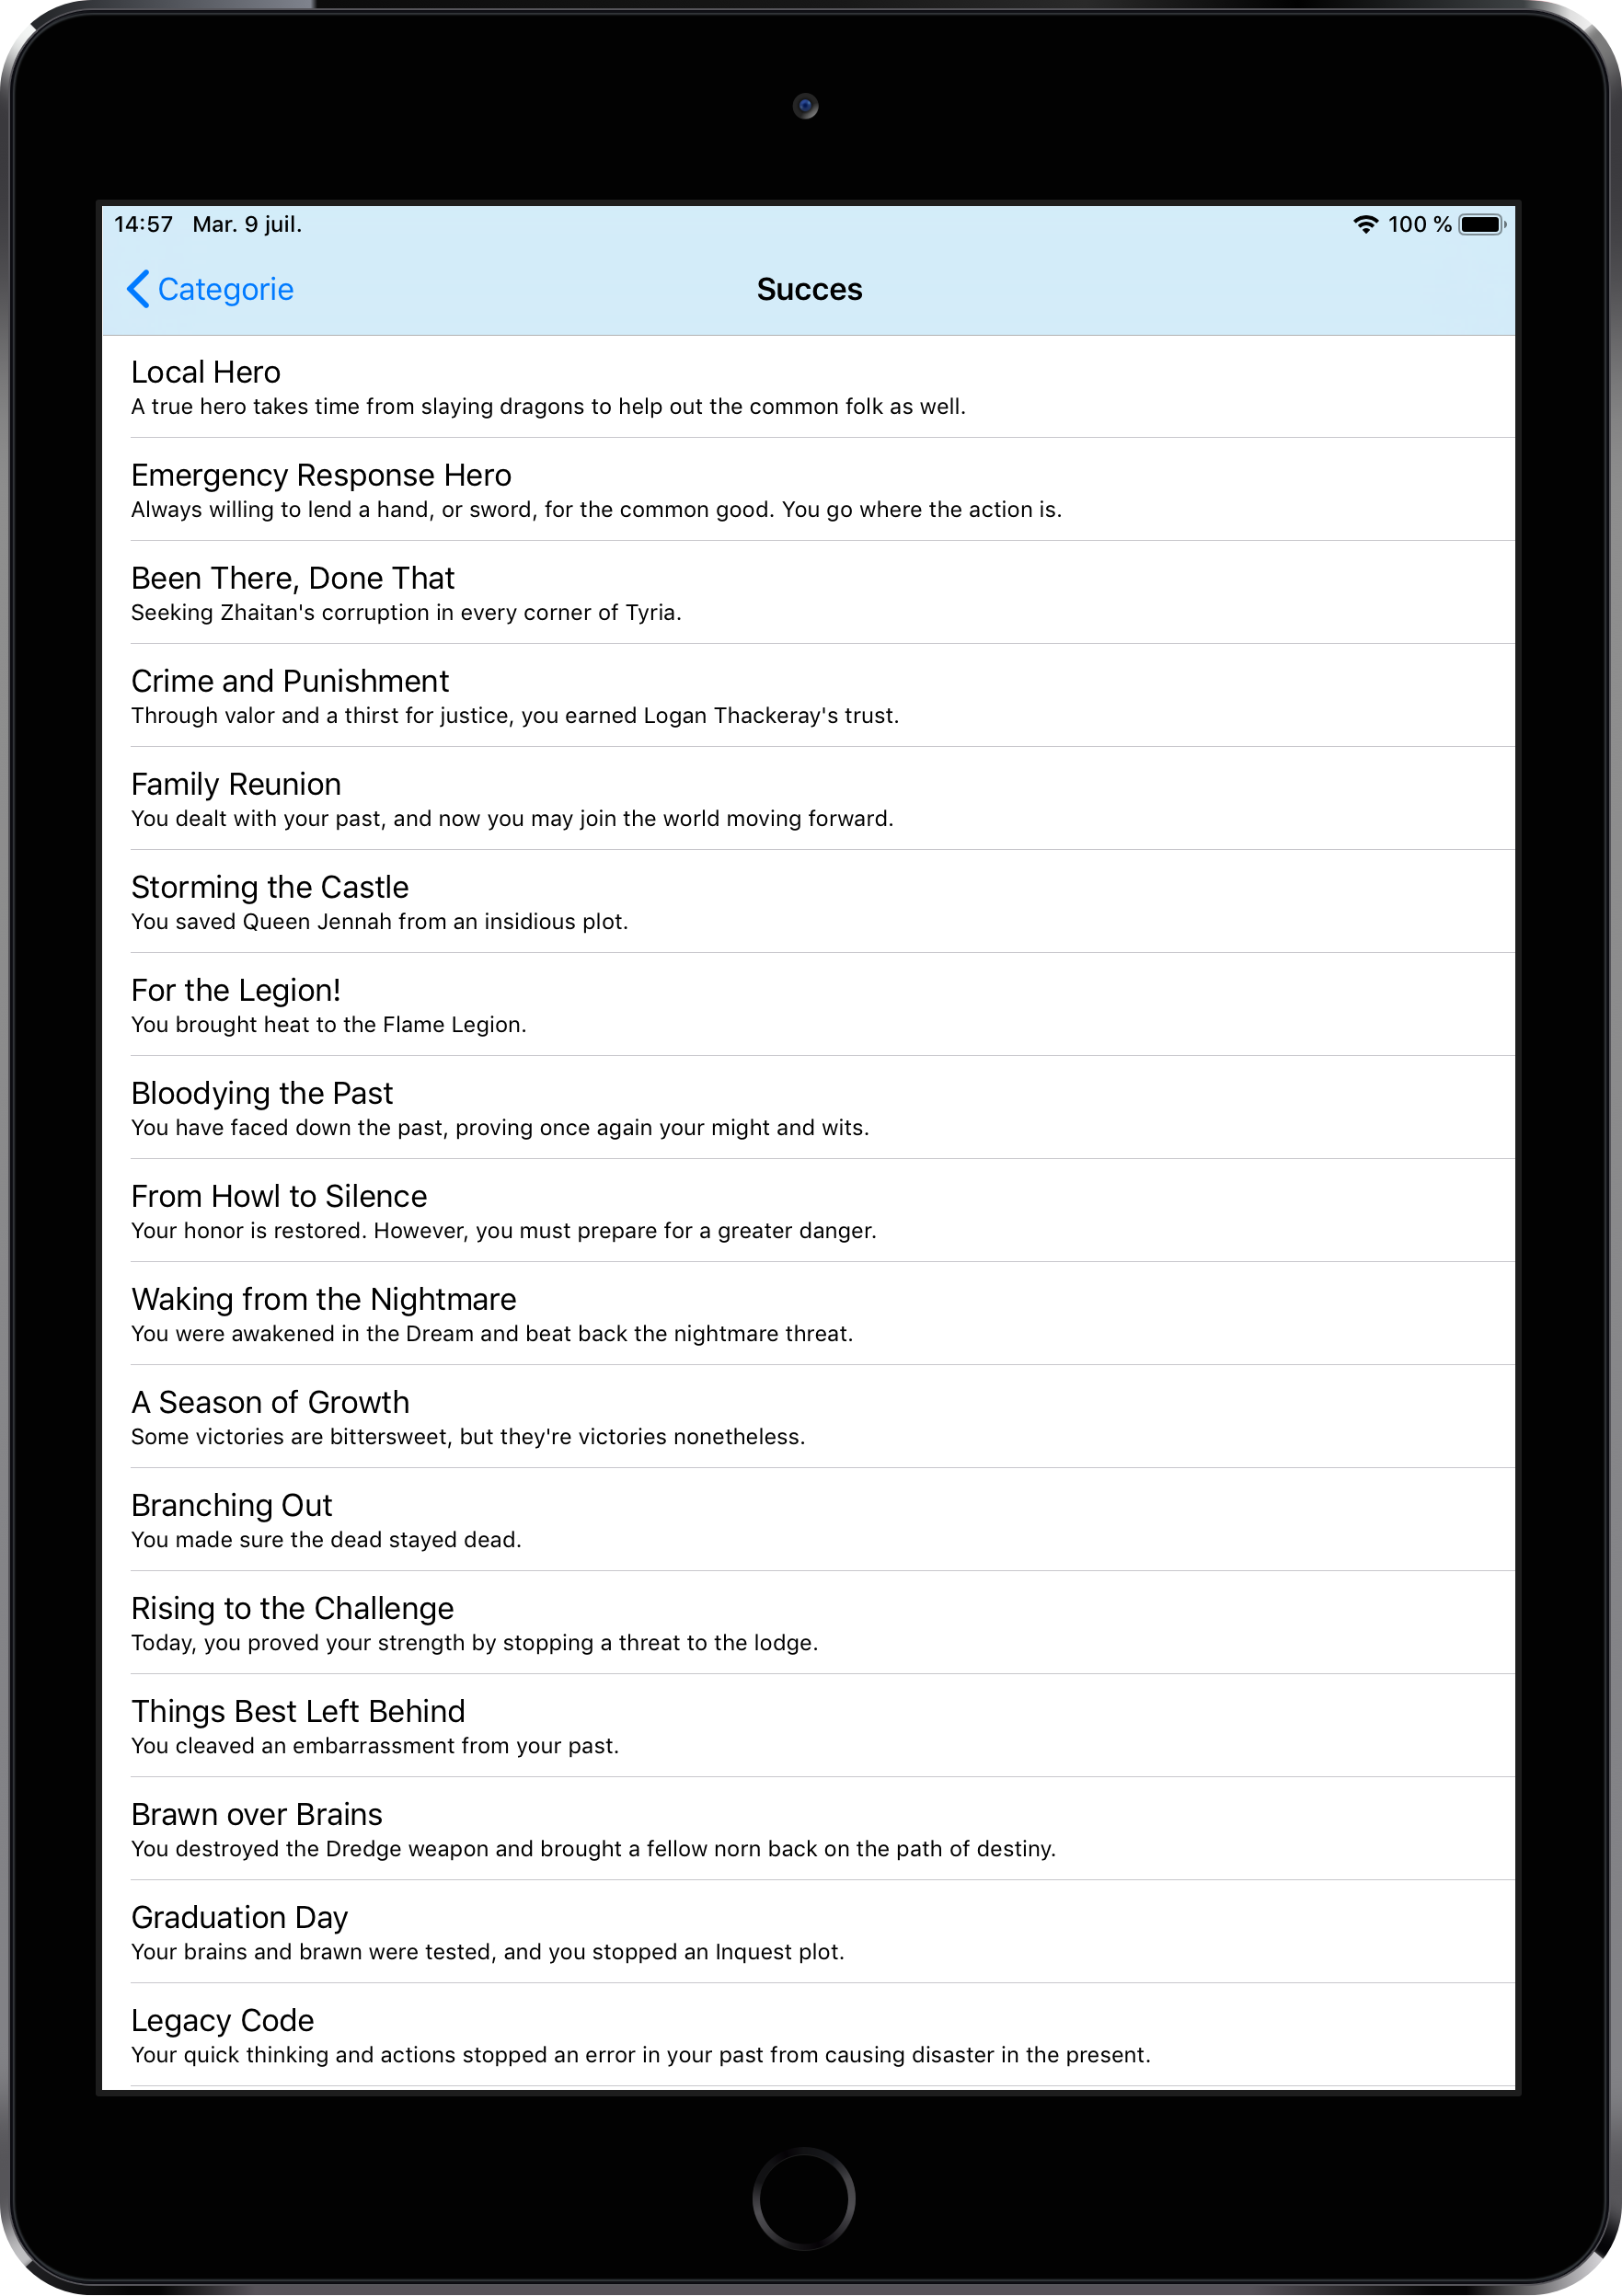 14:57 Mar. 9 juil. 100 %
Categorie Succes
Local Hero
A true hero takes time from slaying dragons to help out the common folk as well.
Emergency Response Hero
Always willing to lend a hand, or sword, for the common good. You go where the action is.
Been There, Done That
Seeking Zhaitan's corruption in every corner of Tyria.
Crime and Punishment
Through valor and a thirst for justice, you earned Logan Thackeray's trust.
Family Reunion
You dealt with your past, and now you may join the world moving forward.
Storming the Castle
You saved Queen Jennah from an insidious plot.
For the Legion!
You brought heat to the Flame Legion.
Bloodying the Past
You have faced down the past, proving once again your might and wits.
From Howl to Silence
Your honor is restored. However, you must prepare for a greater danger.
Waking from the Nightmare
You were awakened in the Dream and beat back the nightmare threat.
A Season of Growth
Some victories are bittersweet, but they're victories nonetheless.
Branching Out
You made sure the dead stayed dead.
Rising to the Challenge
Today, you proved your strength by stopping a threat to the lodge.
Things Best Left Behind
You cleaved an embarrassment from your past.
Brawn over Brains
You destroyed the Dredge weapon and brought a fellow norn back on the path of destiny.
Graduation Day
Your brains and brawn were tested, and you stopped an Inquest plot.
Legacy Code
Your quick thinking and actions stopped an error in your past from causing disaster in the present.